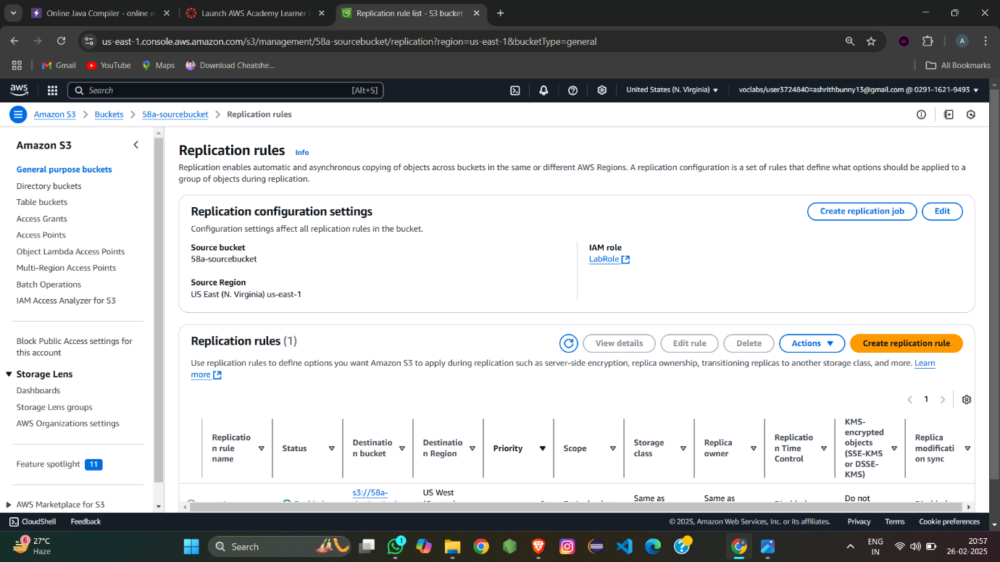 Online Java Compiler - online e
Launch AWS Academy Learner
Replication rule list - S3 bucket
us-east-1.console.aws.amazon.com/s3/management/58a-sourcebucket/replication?region=us-east-1&bucketType=general
A
Gmail
YouTube
Maps
Download Cheatshe...
All Bookmarks
aws
Search
[Alt+S]
United States (N. Virginia)
voclabs/user3724840=ashrithbunny13@gmail.com @ 0291-1621-9493
Amazon S3
Buckets
58a-sourcebucket
Replication rules
Amazon S3
General purpose buckets
Directory buckets
Table buckets
Access Grants
Access Points
Object Lambda Access Points
Multi-Region Access Points
Batch Operations
IAM Access Analyzer for S3
Block Public Access settings for
this account
Storage Lens
Dashboards
Storage Lens groups
AWS Organizations settings
Feature spotlight 11
AWS Marketplace for S3
Replication rules Info
Replication enables automatic and asynchronous copying of objects across buckets in the same or different AWS Regions. A replication configuration is a set of rules that define what options should be applied to a
group of objects during replication.
Replication configuration settings
Create replication job
Edit
Configuration settings affect all replication rules in the bucket.
Source bucket
58a-sourcebucket
Source Region
US East (N. Virginia) us-east-1
IAM role
LabRole
Replication rules (1)
View details
Edit rule
Delete
Actions
Create replication rule
Use replication rules to define options you want Amazon S3 to apply during replication such as server-side encryption, replica ownership, transitioning replicas to another storage class, and more. Learn
more
1
Replicatio
n rule
name
Status
Destinatio
n bucket
Destinatio
n Region
Priority
Scope
Storage
class
Replica
owner
Replicatio
n Time
Control
KMS-
encrypted
objects
(SSE-KMS
or DSSE-
KMS)
Replica
modificati
on sync
s3://58a-
US West
Same as
Same as
Do not
CloudShell
Feedback
© 2025, Amazon Web Services, Inc. or its affiliates.
Privacy
Terms
Cookie preferences
6
27°C
Haze
Search
1
ENG
IN
20:57
26-02-2025